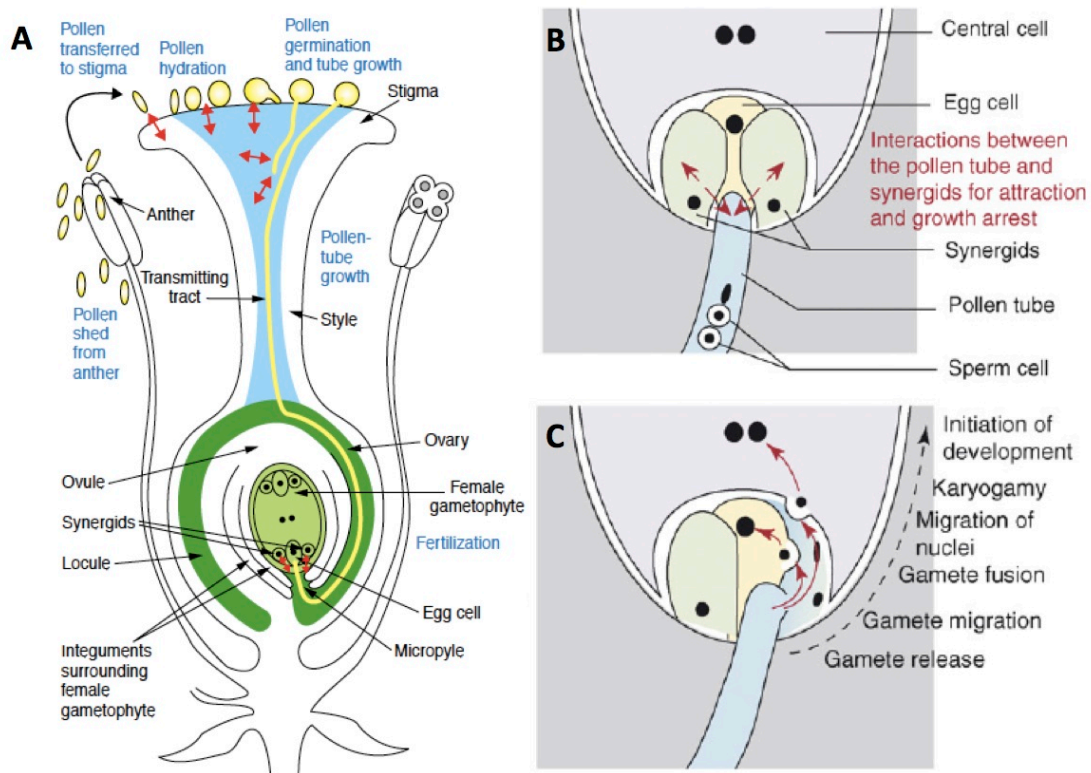 A
Pollen
transferred
to stigma
Pollen
hydration
Pollen
germination
and tube growth
Stigma
Anther
Pollen-
tube
growth
Transmitting
tract
Style
Pollen
shed
from
anther
Ovary
Ovule
Female
gametophyte
Synergids
Fertilization
Locule
Egg cell
Integuments
surrounding
female
gametophyte
Micropyle
B
Central cell
Egg cell
Interactions between
the pollen tube and
synergids for attraction
and growth arrest
Synergids
Pollen tube
Sperm cell
C
Initiation of
development
Karyogamy
Migration of
nuclei
Gamete fusion
Gamete migration
Gamete release